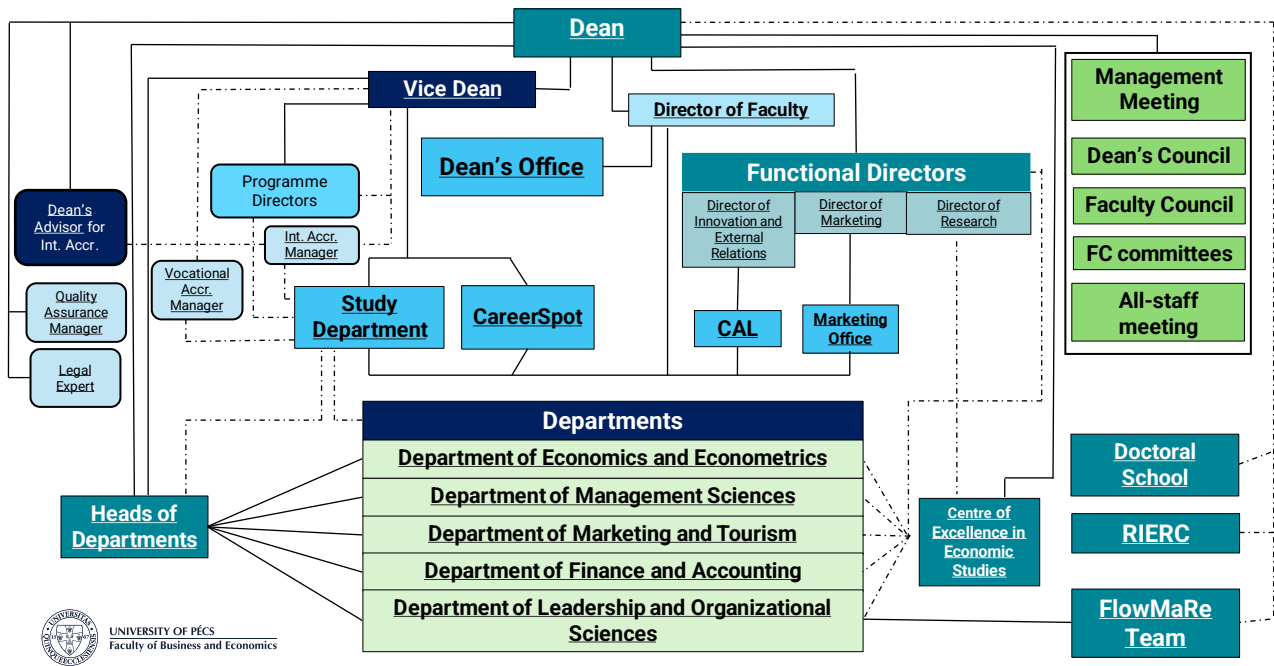 Dean
Vice Dean
Director of Faculty
Dean's Office
Programme
Directors
Dean's
Advisor for
Int. Accr.
Int. Accr.
Manager
Vocational
Accr.
Manager
Quality
Assurance
Manager
Legal
Expert
Study
Department
CareerSpot
Functional Directors
Director of
Innovation and
External
Relations
Director of
Marketing
Director of
Research
CAL
Marketing
Office
Management
Meeting
Dean's Council
Faculty Council
FC committees
All-staff
meeting
Departments
Department of Economics and Econometrics
Department of Management Sciences
Department of Marketing and Tourism
Department of Finance and Accounting
Department of Leadership and Organizational
Sciences
Heads of
Departments
Centre of
Excellence in
Economic
Studies
Doctoral
School
RIERC
FlowMaRe
Team
UNIVERSITY OF PÉCS
Faculty of Business and Economics